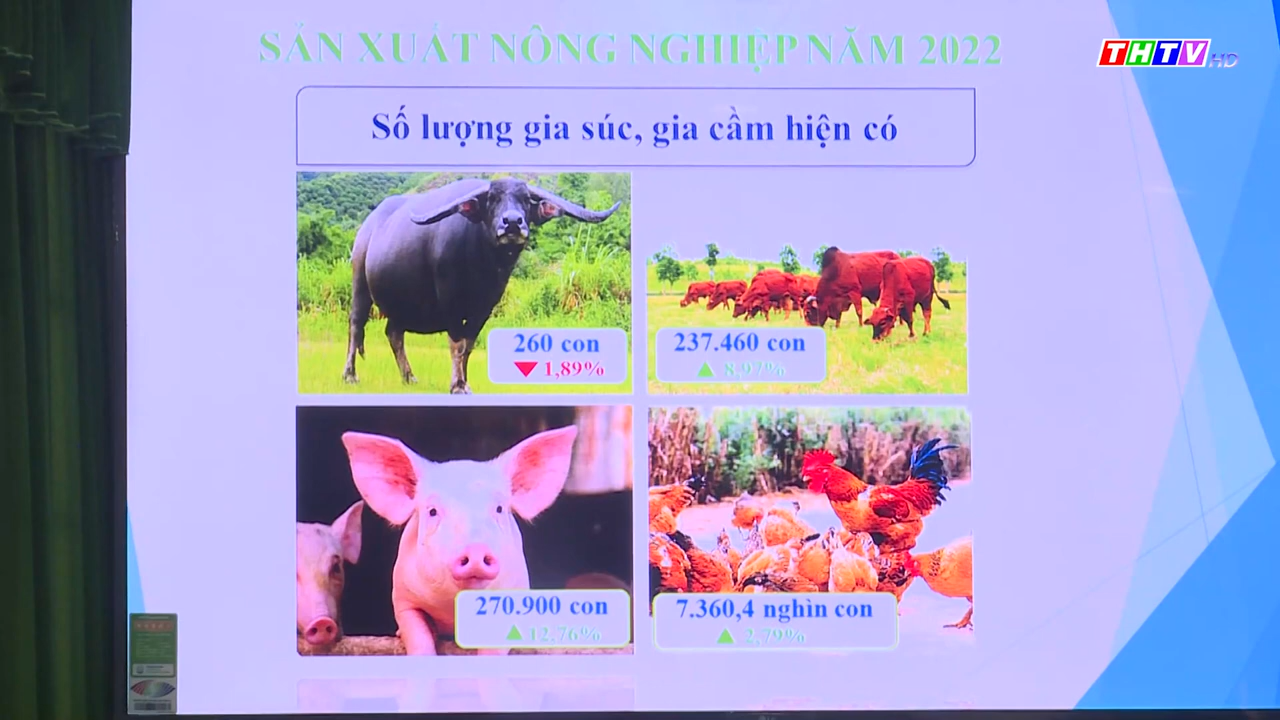 SẢN XUẤT NÔNG NGHIỆP NĂM 2022
THTV HD
Số lượng gia súc, gia cầm hiện có
260 con
1,89%
237.460 con
8,97%
270.900 con
12,76%
7.360,4 nghìn con
2,79%